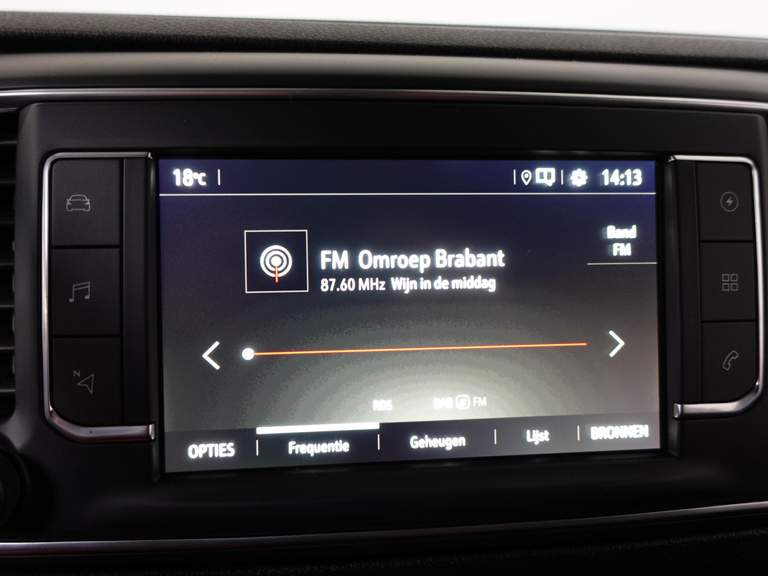 18°C
14:13
Band
FM
FM Omroep Brabant
87.60 MHz Wijn in de middag
RDS DAB FM
OPTIES Frequentie Geheugen Lijst BRONNEN
N